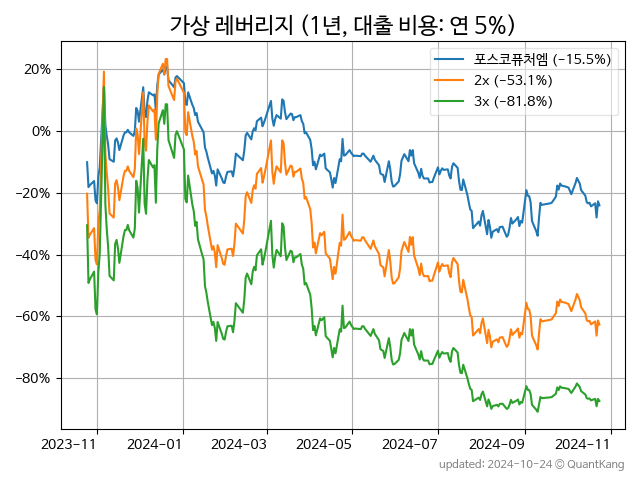 가상 레버리지 (1년, 대출 비용: 연 5%)
포스코퓨처엠 (−15.5%)
2x (−53.1%)
3x (−81.8%)
20%
0%
−20%
−40%
−60%
−80%
2023−11 2024−01 2024−03 2024−05 2024−07 2024−09 2024−11
updated: 2024-10-24 © QuantKang